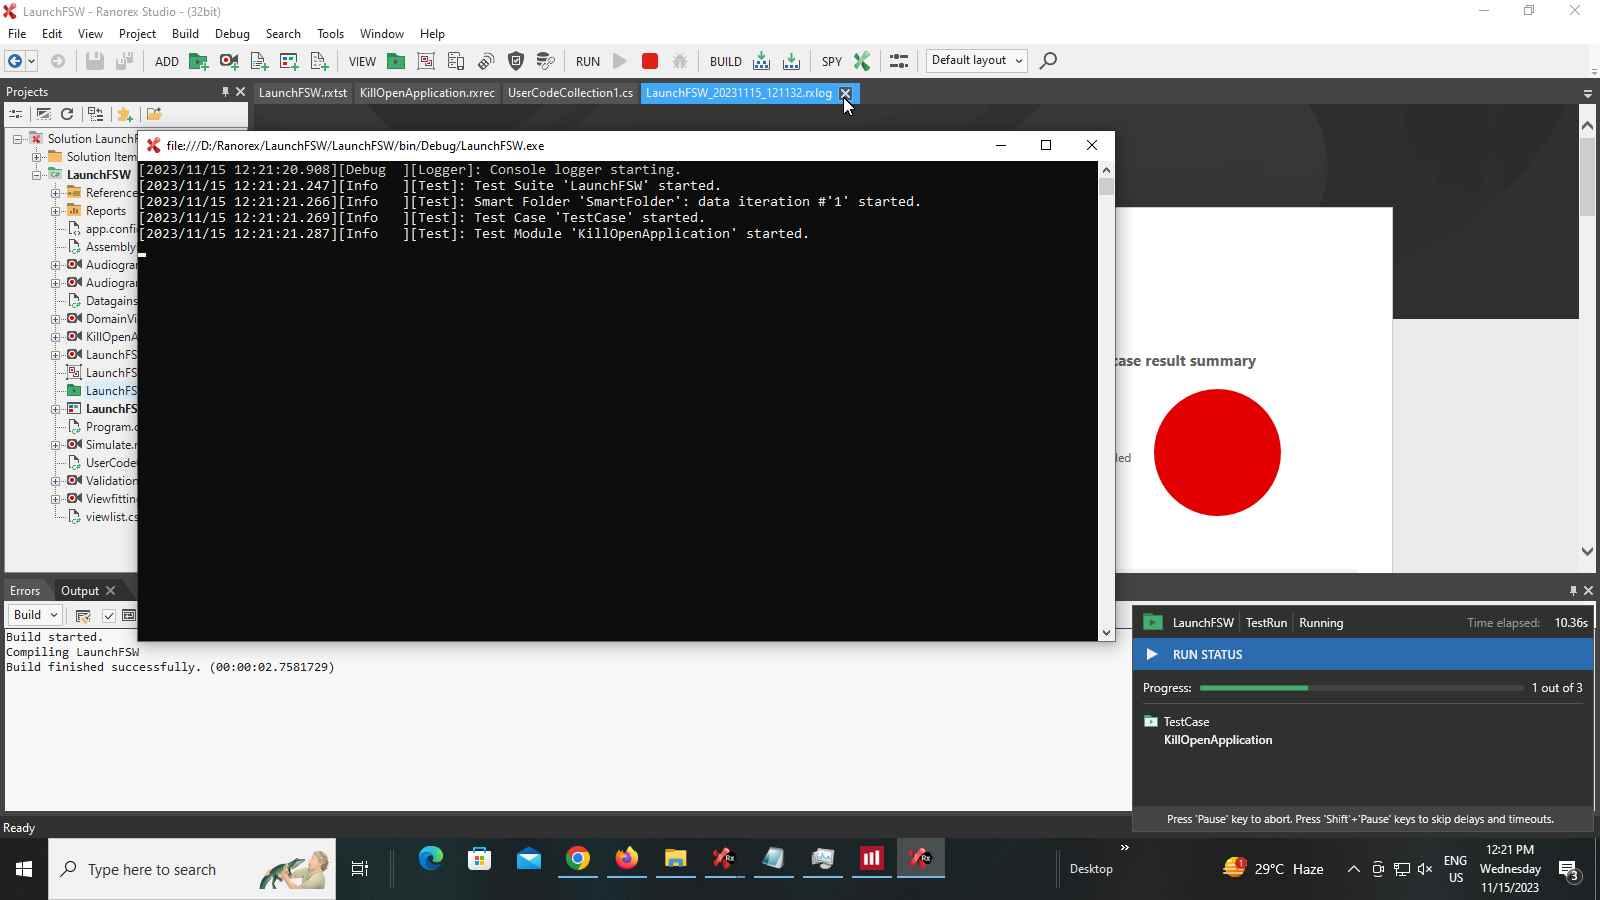 LaunchFSW - Ranorex Studio - (32bit)
File Edit View Project Build Debug Search Tools Window Help
ADD VIEW RUN BUILD SPY Default layout
Projects
LaunchFSW.rxtst KillOpenApplication.rxrec UserCodeCollection1.cs LaunchFSW_20231115_121132.rxlog
Solution LaunchF
Solution Item
LaunchFSW
Reference
Reports
app.confi
Assembly
Audiogra
Audiogra
Datagains
DomainVi
KillOpenA
LaunchFS
LaunchFS
LaunchFS
LaunchFS
Program.c
Simulate.r
UserCode
Validation
Viewfittin
viewlist.cs
file:///D:/Ranorex/LaunchFSW/LaunchFSW/bin/Debug/LaunchFSW.exe
[2023/11/15 12:21:20.908][Debug ][Logger]: Console logger starting.
[2023/11/15 12:21:21.247][Info ][Test]: Test Suite 'LaunchFSW' started.
[2023/11/15 12:21:21.266][Info ][Test]: Smart Folder 'SmartFolder': data iteration #'1' started.
[2023/11/15 12:21:21.269][Info ][Test]: Test Case 'TestCase' started.
[2023/11/15 12:21:21.287][Info ][Test]: Test Module 'KillOpenApplication' started.
case result summary
led
Errors Output
Build
Build started.
Compiling LaunchFSW
Build finished successfully. (00:00:02.7581729)
LaunchFSW TestRun Running Time elapsed: 10.36s
RUN STATUS
Progress: 1 out of 3
TestCase
KillOpenApplication
Press 'Pause' key to abort. Press 'Shift'+'Pause' keys to skip delays and timeouts.
Ready
Type here to search
Desktop
1
29°C Haze
ENG
US
12:21 PM
Wednesday
11/15/2023
3